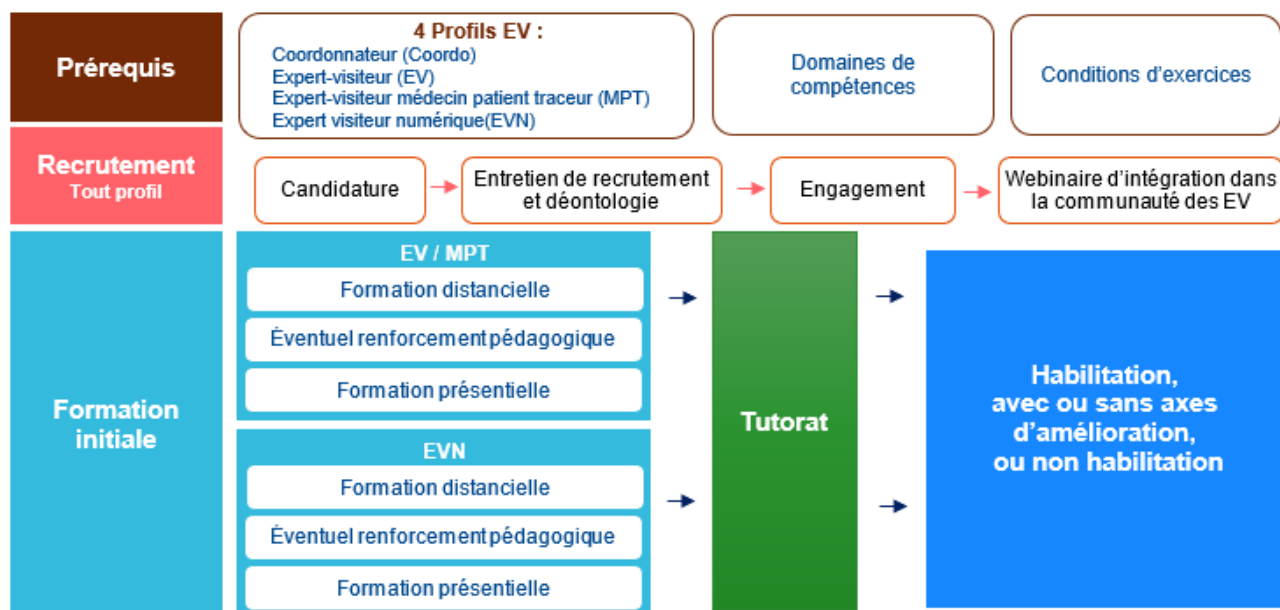 Prérequis
4 Profils EV :
Coordonnateur (Coordo)
Expert-visiteur (EV)
Expert-visiteur médecin patient traceur (MPT)
Expert visiteur numérique(EVN)
Domaines de
compétences
Conditions d'exercices
Recrutement
Tout profil
Candidature
Entretien de recrutement
et déontologie
Engagement
Webinaire d'intégration dans
la communauté des EV
Formation
initiale
EV / MPT
Formation distancielle
Éventuel renforcement pédagogique
Formation présentielle
EVN
Formation distancielle
Éventuel renforcement pédagogique
Formation présentielle
Tutorat
Habilitation,
avec ou sans axes
d'amélioration,
ou non habilitation